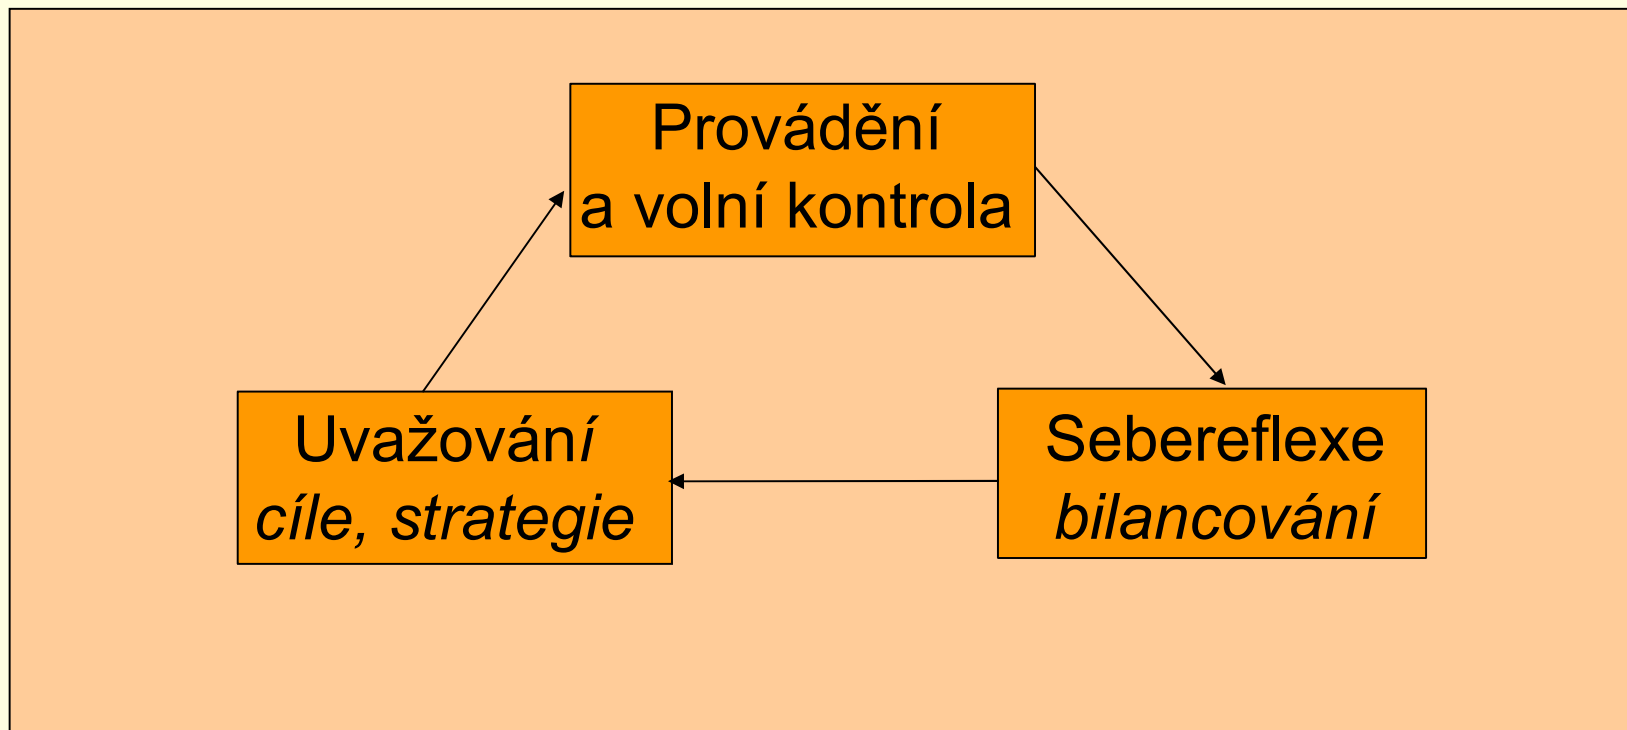 Provádění
a volní kontrola
Uvažování
cíle, strategie
Sebereflexe
bilancování